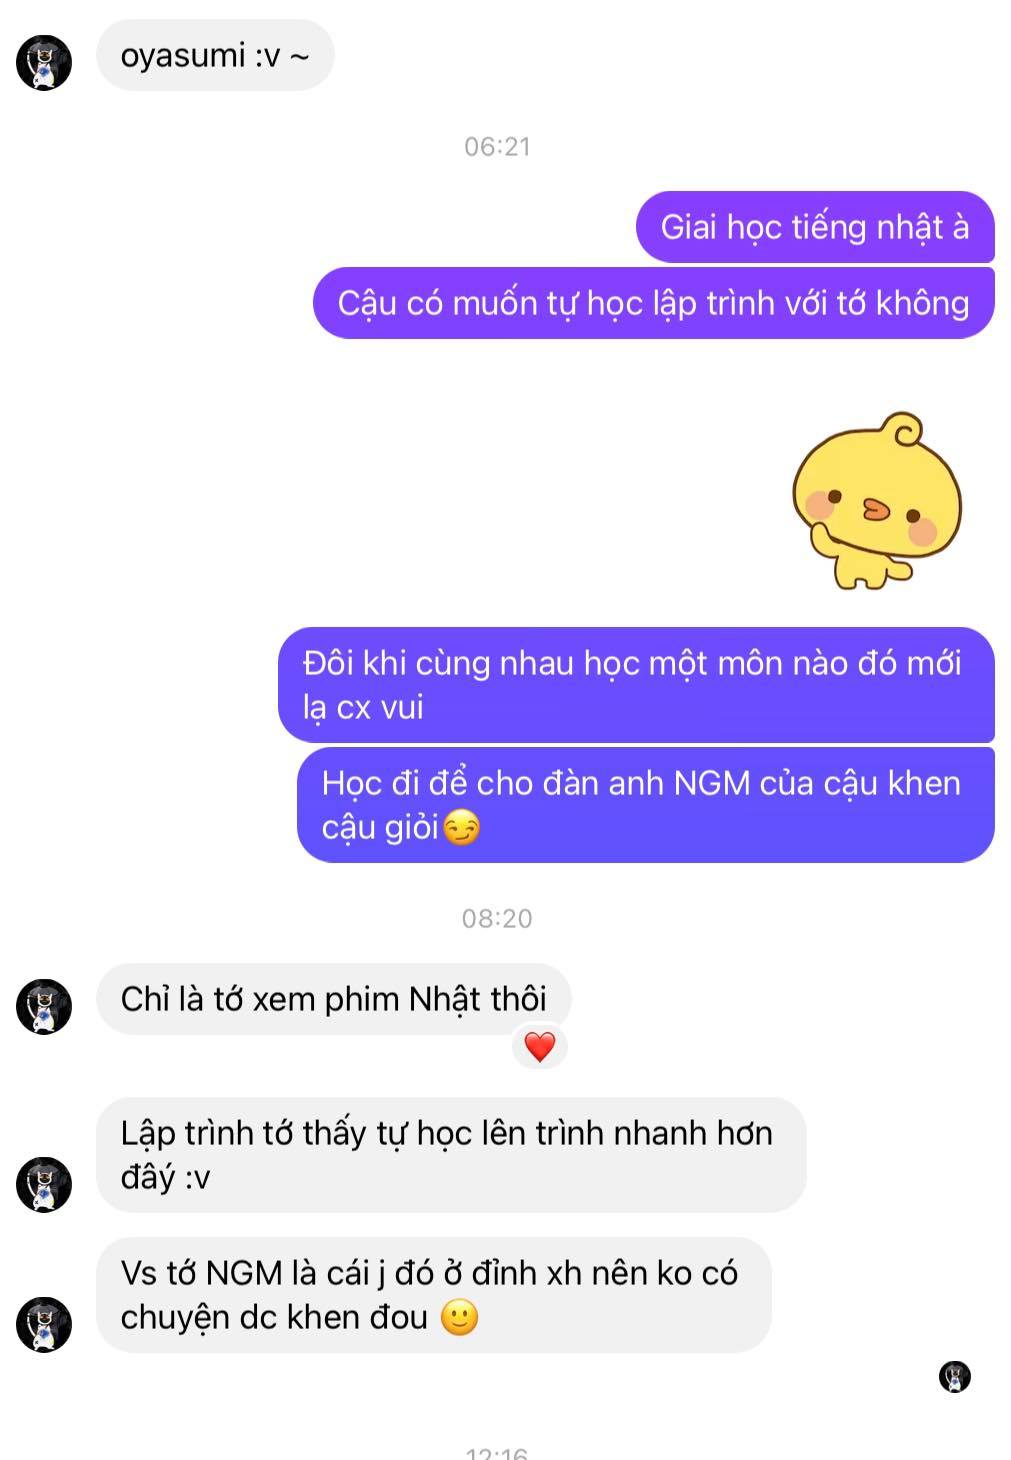 oyasumi :v ~
06:21
Giai học tiếng nhật à
Cậu có muốn tự học lập trình với tớ không
Đôi khi cùng nhau học một môn nào đó mới
lạ cx vui
Học đi để cho đàn anh NGM của cậu khen
cậu giỏi😏
08:20
Chỉ là tớ xem phim Nhật thôi
Lập trình tớ thấy tự học lên trình nhanh hơn
đâý :v
Vs tớ NGM là cái j đó ở đỉnh xh nên ko có
chuyện dc khen đou 🙂
12:16